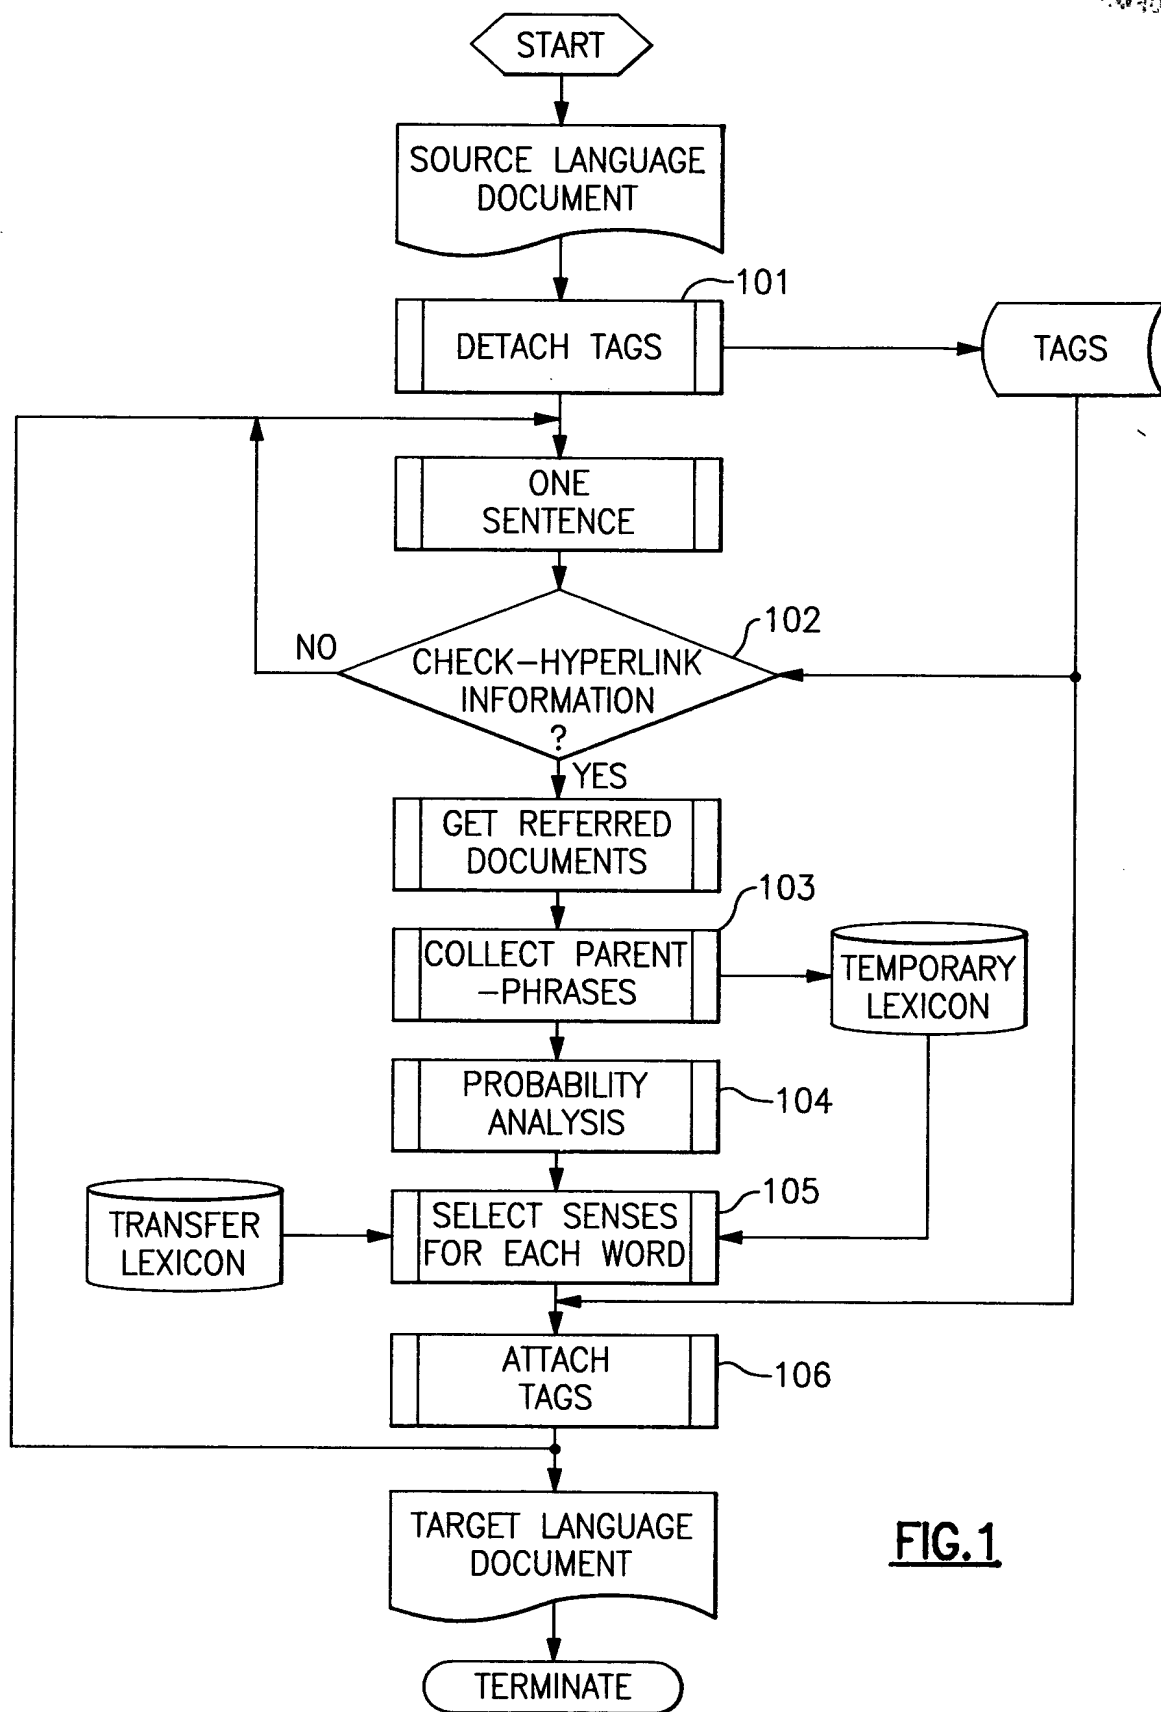 START
SOURCE LANGUAGE
DOCUMENT
101
DETACH TAGS
TAGS
ONE
SENTENCE
102
NO
CHECK-HYPERLINK
INFORMATION
?
YES
GET REFERRED
DOCUMENTS
103
COLLECT PARENT
-PHRASES
TEMPORARY
LEXICON
PROBABILITY
ANALYSIS
104
105
TRANSFER
LEXICON
SELECT SENSES
FOR EACH WORD
ATTACH
TAGS
106
TARGET LANGUAGE
DOCUMENT
FIG.1
TERMINATE